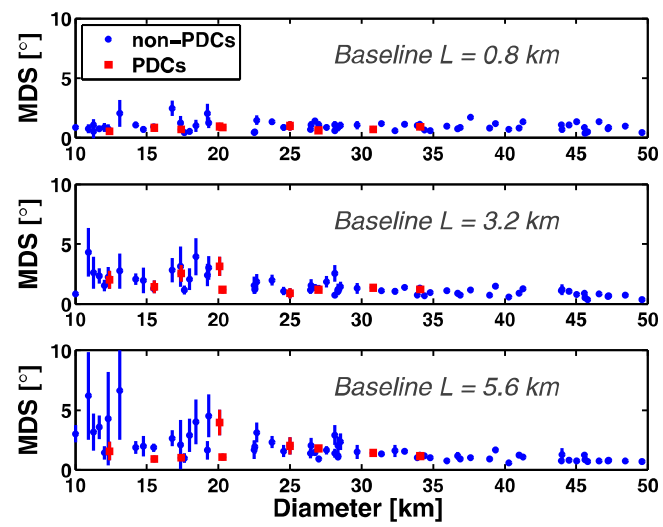 non-PDCs
PDCs
Baseline L = 0.8 km
MDS [°]
10
5
0
10 15 20 25 30 35 40 45 50
Baseline L = 3.2 km
MDS [°]
10
5
0
10 15 20 25 30 35 40 45 50
Baseline L = 5.6 km
MDS [°]
10
5
0
10 15 20 25 30 35 40 45 50
Diameter [km]